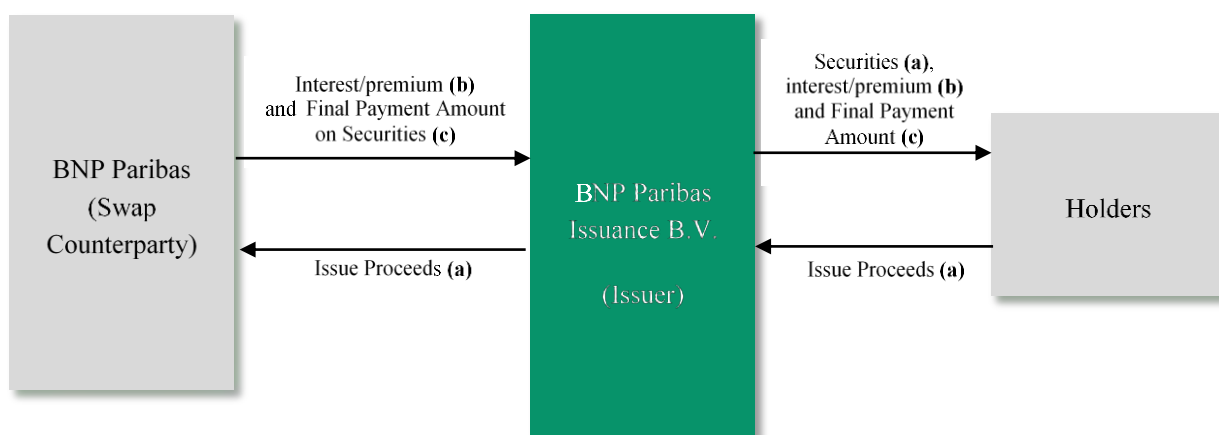 BNP Paribas
(Swap
Counterparty)
Interest/premium (b)
and Final Payment Amount
on Securities (c)
Issue Proceeds (a)
BNP Paribas
Issuance B.V.
(Issuer)
Securities (a),
interest/premium (b)
and Final Payment
Amount (c)
Issue Proceeds (a)
Holders